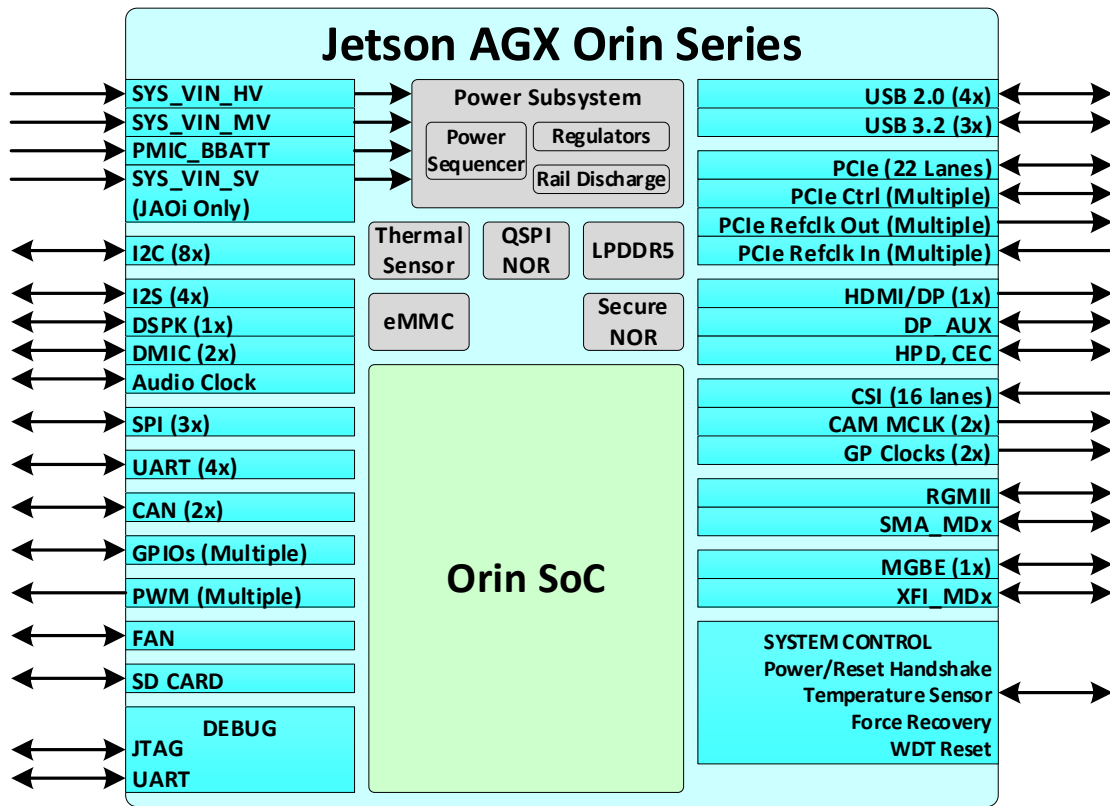 Jetson AGX Orin Series
SYS_VIN_HV
SYS_VIN_MV
PMIC_BBATT
SYS_VIN_SV
(JAOi Only)
I2C (8x)
I2S (4x)
DSPK (1x)
DMIC (2x)
Audio Clock
SPI (3x)
UART (4x)
CAN (2x)
GPIOs (Multiple)
PWM (Multiple)
FAN
SD CARD
DEBUG
JTAG
UART
Power Subsystem
Power
Sequencer
Regulators
Rail Discharge
Thermal
Sensor
QSPI
NOR
LPDDR5
eMMC
Secure
NOR
Orin SoC
USB 2.0 (4x)
USB 3.2 (3x)
PCIe (22 Lanes)
PCIe Ctrl (Multiple)
PCIe Refclk Out (Multiple)
PCIe Refclk In (Multiple)
HDMI/DP (1x)
DP_AUX
HPD, CEC
CSI (16 lanes)
CAM MCLK (2x)
GP Clocks (2x)
RGMII
SMA_MDx
MGBE (1x)
XFI_MDx
SYSTEM CONTROL
Power/Reset Handshake
Temperature Sensor
Force Recovery
WDT Reset